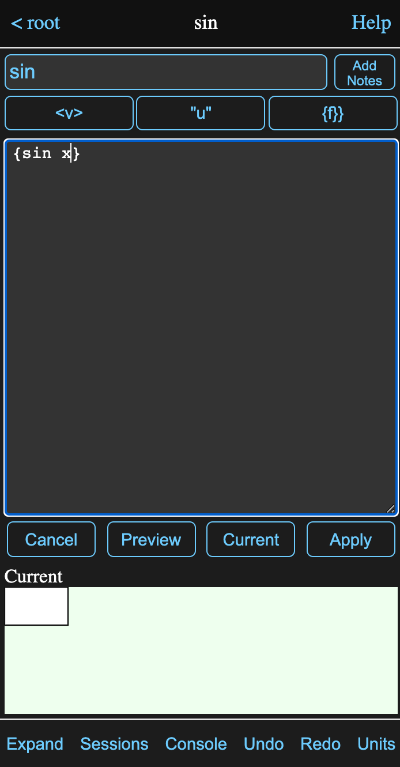 < root sin Help
sin Add Notes
<v> "u" {f}}
{sin x}
Cancel Preview Current Apply
Current
Expand Sessions Console Undo Redo Units